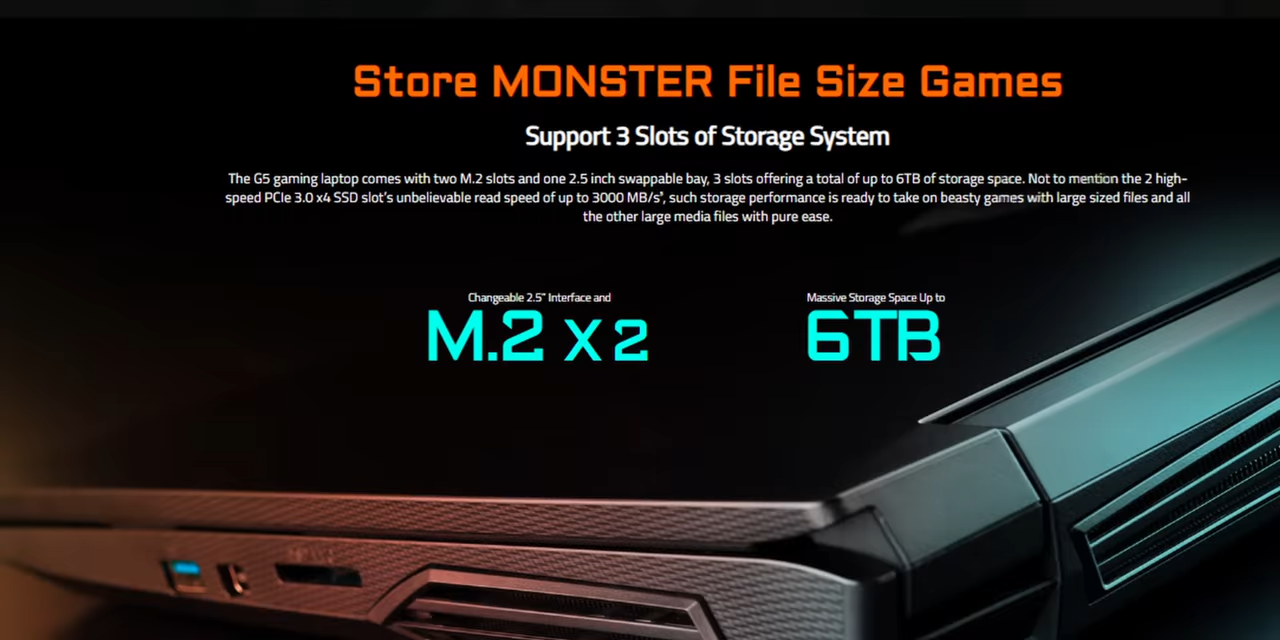 Store MONSTER File Size Games
Support 3 Slots of Storage System
The G5 gaming laptop comes with two M.2 slots and one 2.5 inch swappable bay, 3 slots offering a total of up to 6TB of storage space. Not to mention the 2 high-
speed PCIe 3.0 x4 SSD slot's unbelievable read speed of up to 3000 MB/s*, such storage performance is ready to take on beasty games with large sized files and all
the other large media files with pure ease.
Changeable 2.5" Interface and
M.2 x 2
Massive Storage Space Up to
6TB